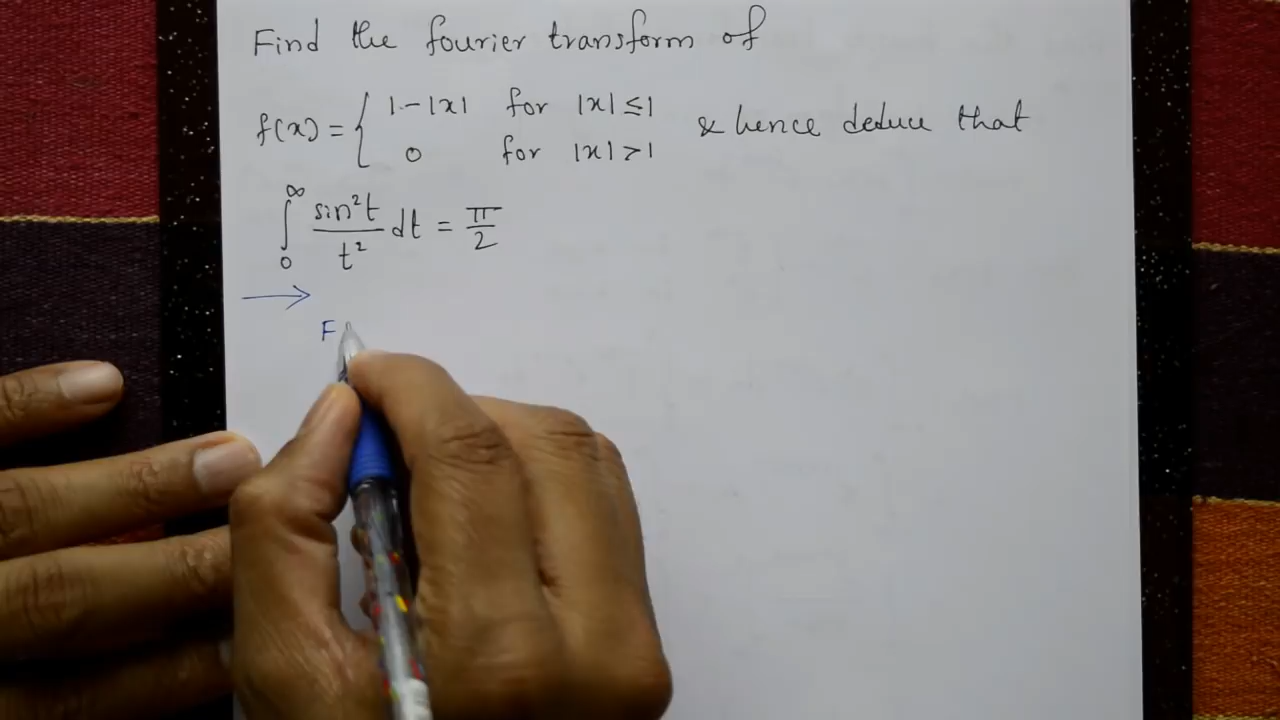 Find the fourier transform of
f(x) = { 1-|x| for |x| ≤ 1
0 for |x| > 1 & hence deduce that
∫₀^∞ sin²t/t² dt = π/2
→
F